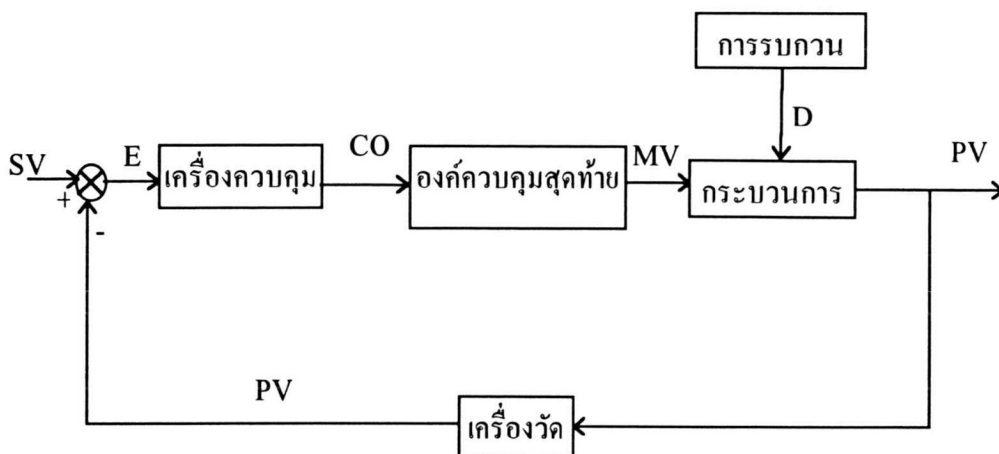 การรบกวน
D
SV
+
-
E
เครื่องควบคุม
CO
องค์ควบคุมสุดท้าย
MV
กระบวนการ
PV
PV
เครื่องวัด